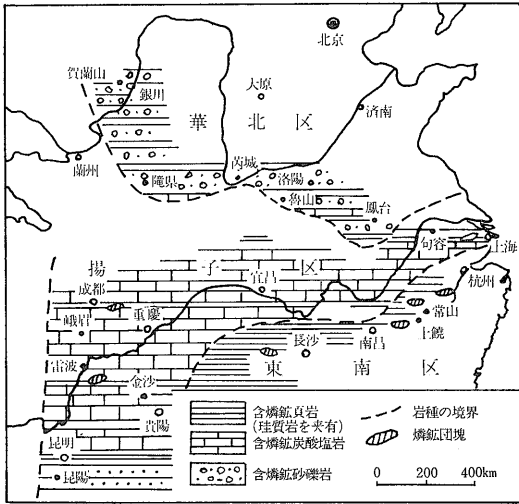 北京
賀蘭山
銀川
太原
華北区
済南
蘭州
隴県
芮城
洛陽
魯山
鳳台
句容
上海
揚子区
宜昌
杭州
成都
重慶
常山
峨眉
上饒
長沙
南昌
雷波
金沙
東南区
貴陽
昆明
昆陽
含燐鉱頁岩
(珪質岩を夹有)
含燐鉱炭酸塩岩
含燐鉱砂礫岩
岩種の境界
燐鉱団塊
0 200 400km